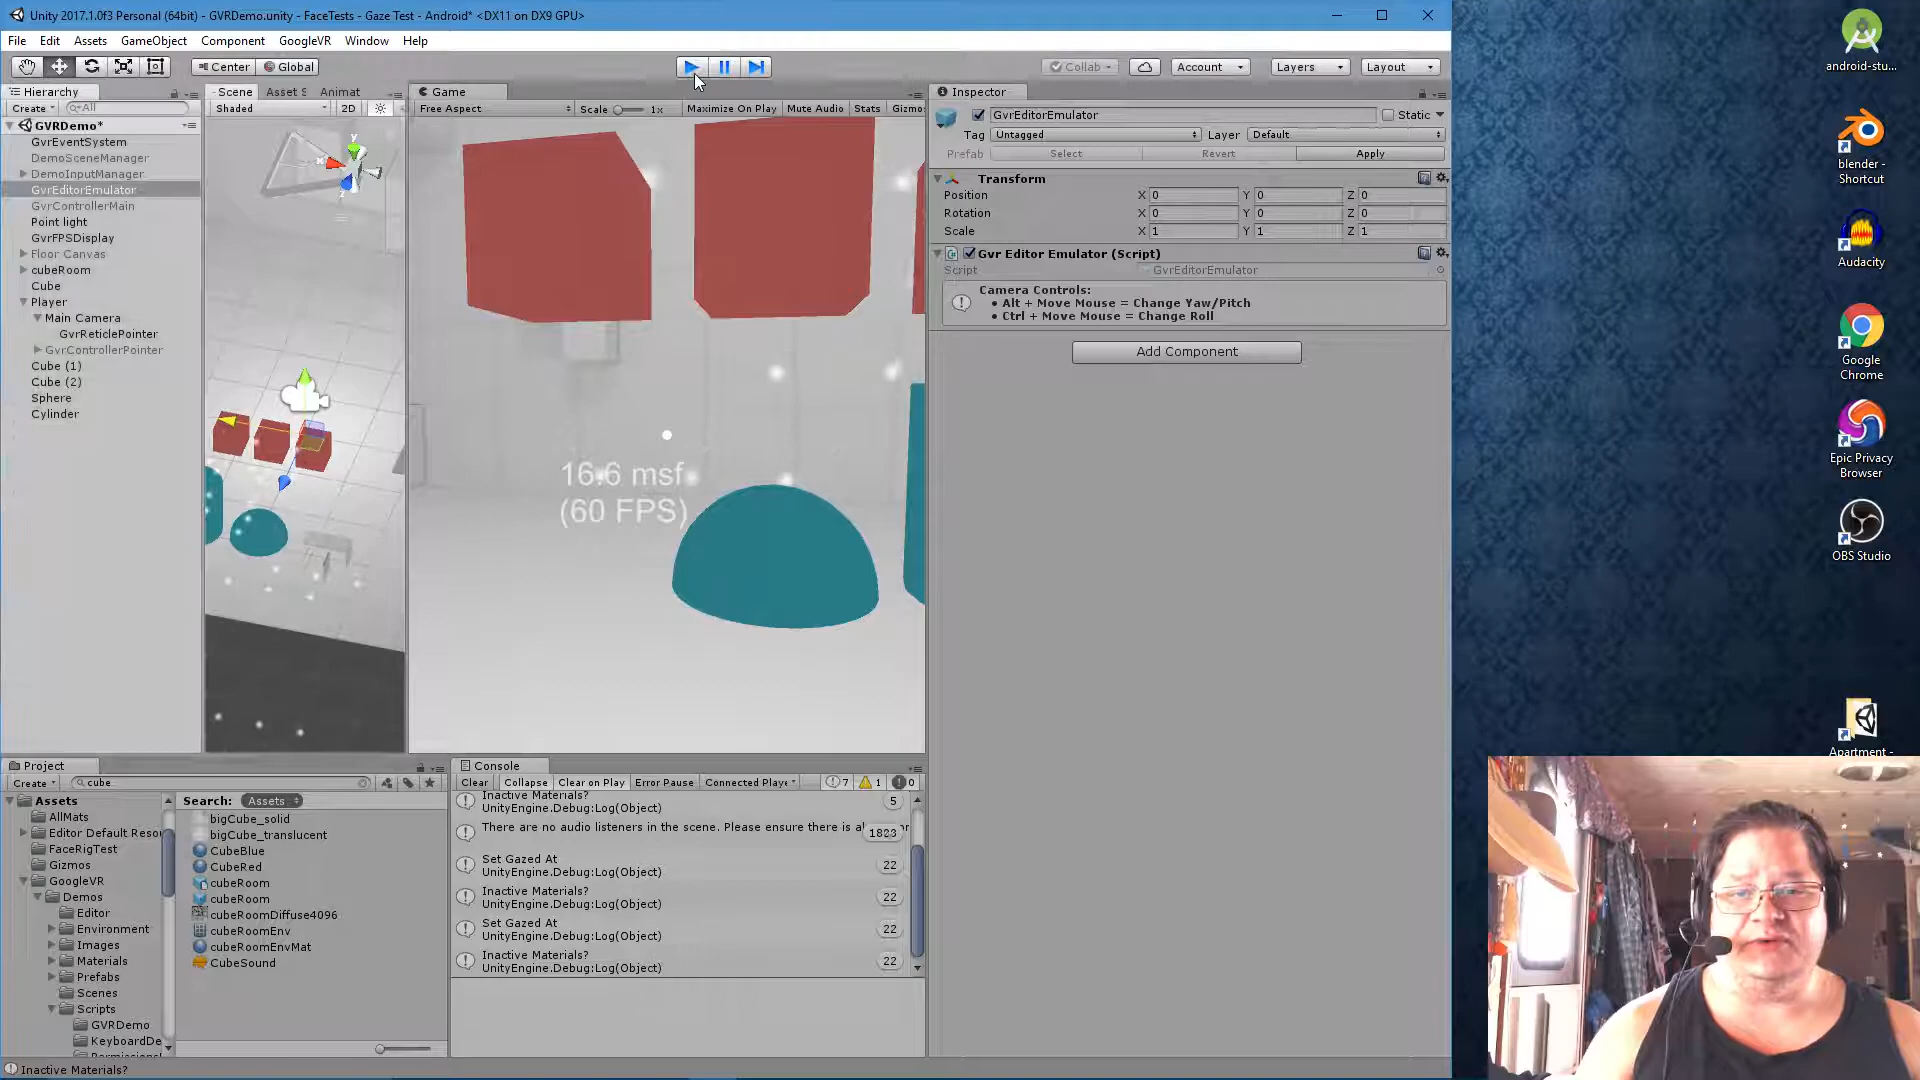 Unity 2017.1.0f3 Personal (64bit) - GVRDemo.unity - FaceTests - Gaze Test - Android* <DX11 on DX9 GPU>
File Edit Assets GameObject Component GoogleVR Window Help
Center Global Collab Account Layers Layout
Hierarchy
Create All
GVRDemo*
GvrEventSystem
DemoSceneManager
DemoInputManager
GvrEditorEmulator
GvrControllerMain
Point light
GvrFPSDisplay
Floor Canvas
cubeRoom
Cube
Player
Main Camera
GvrReticlePointer
GvrControllerPointer
Cube (1)
Cube (2)
Sphere
Cylinder
Scene Asset S Animat
Shaded 2D
y
x
z
Game
Free Aspect Scale 1x Maximize On Play Mute Audio Stats Gizmos
16.6 msf
(60 FPS)
Inspector
GvrEditorEmulator Static
Tag Untagged Layer Default
Prefab Select Revert Apply
Transform
Position X 0 Y 0 Z 0
Rotation X 0 Y 0 Z 0
Scale X 1 Y 1 Z 1
Gvr Editor Emulator (Script)
Script GvrEditorEmulator
Camera Controls:
• Alt + Move Mouse = Change Yaw/Pitch
• Ctrl + Move Mouse = Change Roll
Add Component
Project
Create cube
Assets
AllMats
Editor Default Resou
FaceRigTest
Gizmos
GoogleVR
Demos
Editor
Environment
Images
Materials
Prefabs
Scenes
Scripts
GVRDemo
KeyboardDe
Permissions
Search: Assets
bigCube_solid
bigCube_translucent
CubeBlue
CubeRed
cubeRoom
cubeRoom
cubeRoomDiffuse4096
cubeRoomEnv
cubeRoomEnvMat
CubeSound
Console
Clear Collapse Clear on Play Error Pause Connected Playe 7 1 0
Inactive Materials?
UnityEngine.Debug:Log(Object) 5
There are no audio listeners in the scene. Please ensure there is al 1823
Set Gazed At
UnityEngine.Debug:Log(Object) 22
Inactive Materials?
UnityEngine.Debug:Log(Object) 22
Set Gazed At
UnityEngine.Debug:Log(Object) 22
Inactive Materials?
UnityEngine.Debug:Log(Object) 22
Inactive Materials?
android-stu...
blender -
Shortcut
Audacity
Google
Chrome
Epic Privacy
Browser
OBS Studio
Apartment -